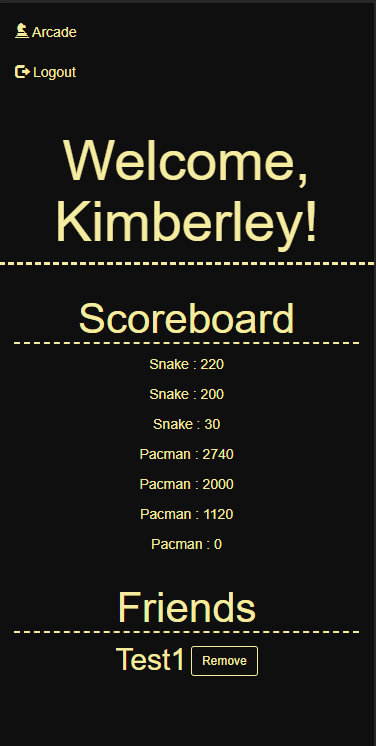 Arcade
Logout
Welcome,
Kimberley!
Scoreboard
Snake : 220
Snake : 200
Snake : 30
Pacman : 2740
Pacman : 2000
Pacman : 1120
Pacman : 0
Friends
Test1 Remove